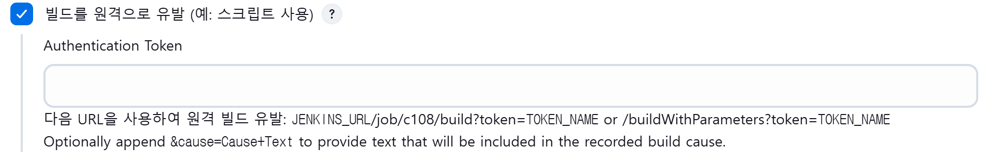 빌드를 원격으로 유발 (예: 스크립트 사용) ?
Authentication Token
다음 URL을 사용하여 원격 빌드 유발: JENKINS_URL/job/c108/build?token=TOKEN_NAME or /buildWithParameters?token=TOKEN_NAME
Optionally append &cause=Cause+Text to provide text that will be included in the recorded build cause.